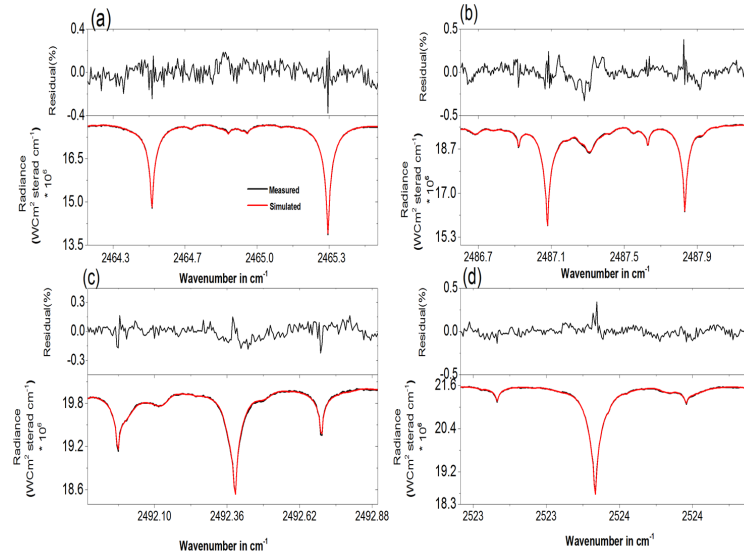 (a)
Residual(%)
0.4
0.0
-0.4
Radiance
(WCm² sterad cm⁻¹)
* 10⁶
16.5
15.0
13.5
Measured
Simulated
2464.3
2464.7
2465.0
2465.3
Wavenumber in cm⁻¹
(b)
Residual(%)
0.5
0.0
-0.5
Radiance
(WCm² sterad cm⁻¹)
* 10⁶
18.7
17.0
15.3
2486.7
2487.1
2487.5
2487.9
Wavenumber in cm⁻¹
(c)
Residual(%)
0.3
0.0
-0.3
Radiance
(WCm² sterad cm⁻¹)
* 10⁶
19.8
19.2
18.6
2492.10
2492.36
2492.62
2492.88
Wavenumber in cm⁻¹
(d)
Residual(%)
0.5
0.0
-0.5
Radiance
(WCm² sterad cm⁻¹)
* 10⁶
21.6
20.4
19.2
18.3
2523
2523
2524
2524
Wavenumber in cm⁻¹